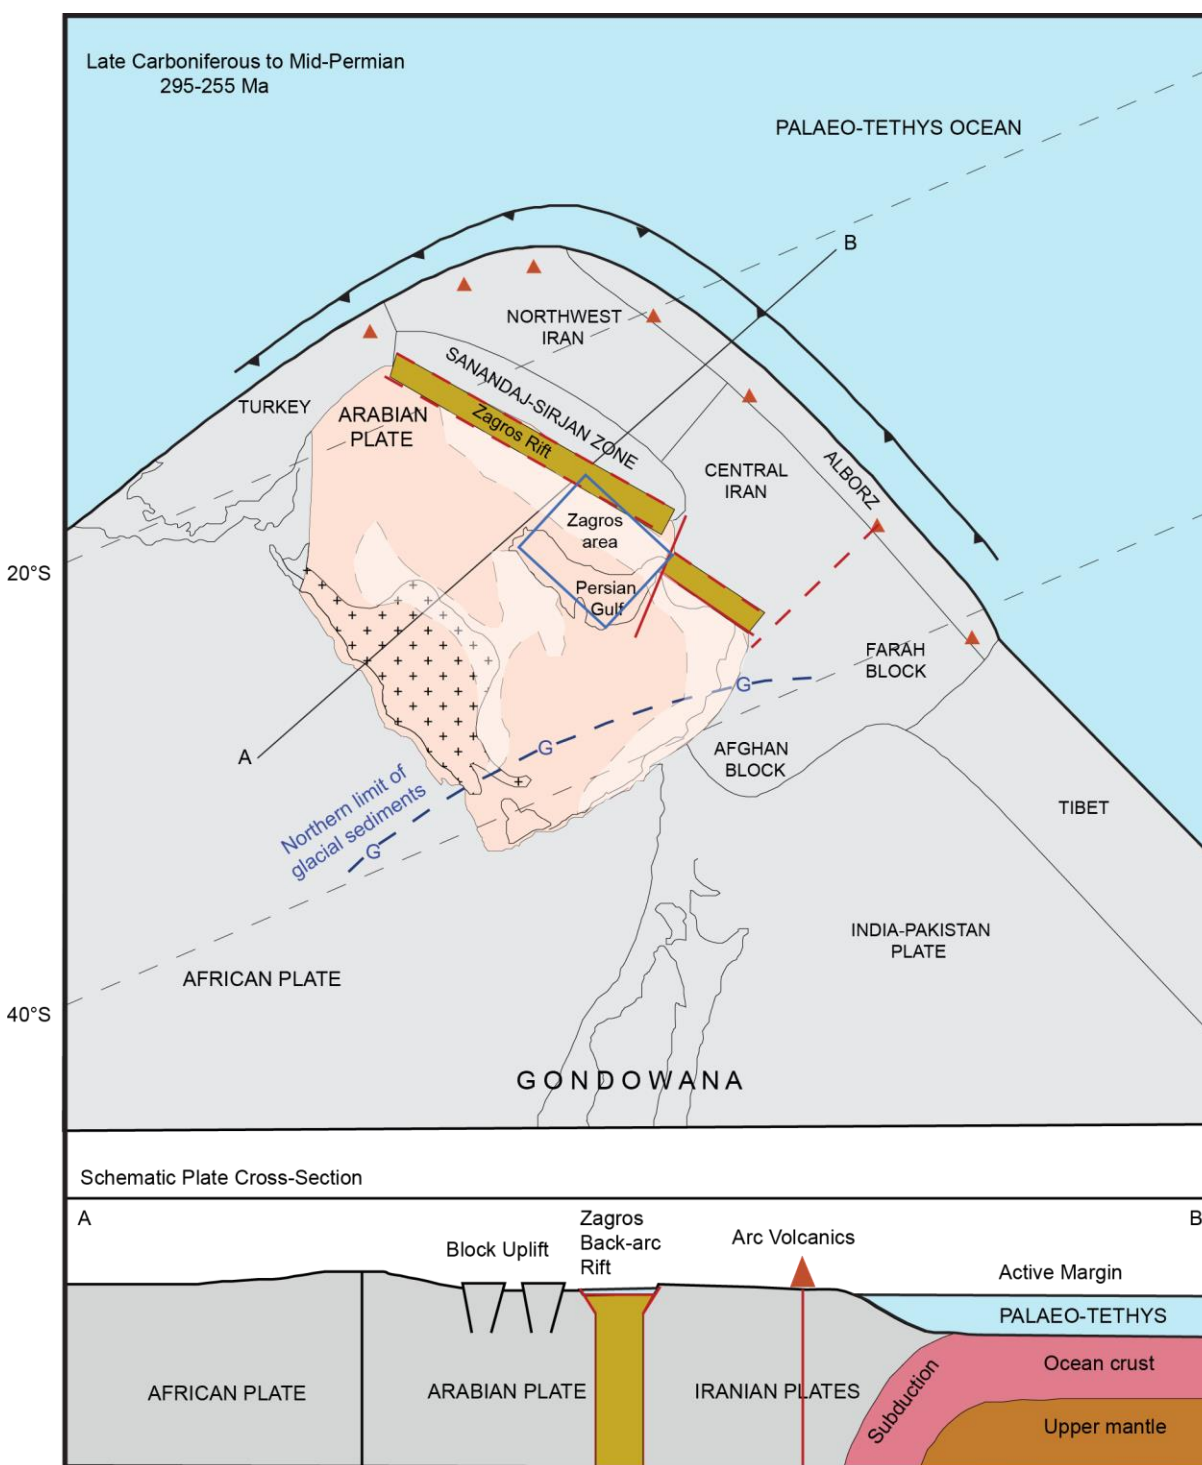 Late Carboniferous to Mid-Permian
295-255 Ma
PALAEO-TETHYS OCEAN
B
NORTHWEST
IRAN
SANANDAJ-SIRJAN ZONE
TURKEY
ARABIAN
PLATE
Zagros Rift
CENTRAL
IRAN
ALBORZ
Zagros
area
20°S
Persian
Gulf
FARAH
BLOCK
G
G
A
AFGHAN
BLOCK
Northern limit of
glacial sediments
G
TIBET
INDIA-PAKISTAN
PLATE
AFRICAN PLATE
40°S
GONDOWANA
Schematic Plate Cross-Section
A
B
Zagros
Back-arc
Rift
Block Uplift
Arc Volcanics
Active Margin
PALAEO-TETHYS
Ocean crust
AFRICAN PLATE
ARABIAN PLATE
IRANIAN PLATES
Subduction
Upper mantle